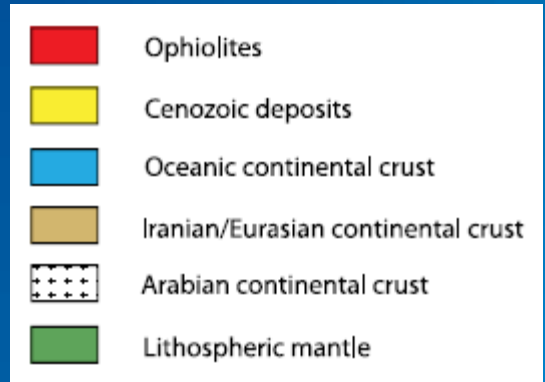 Ophiolites
Cenozoic deposits
Oceanic continental crust
Iranian/Eurasian continental crust
Arabian continental crust
Lithospheric mantle